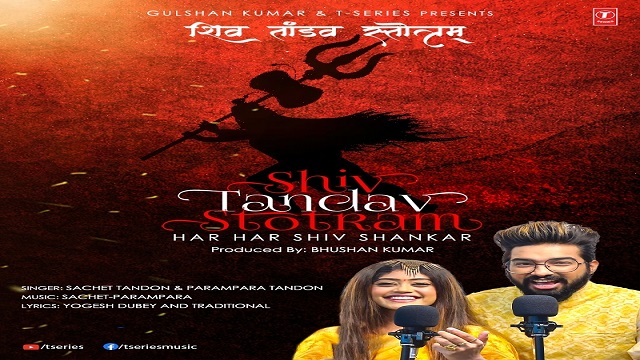 GULSHAN KUMAR & T-SERIES PRESENTS
T-Series
शिव तांडव स्तोत्रम्
Shiv
Tandav
Stotram
HAR HAR SHIV SHANKAR
Produced By: BHUSHAN KUMAR
SINGER: SACHET TANDON & PARAMPARA TANDON
MUSIC: SACHET-PARAMPARA
LYRICS: YOGESH DUBEY AND TRADITIONAL
/tseries
/tseriesmusic